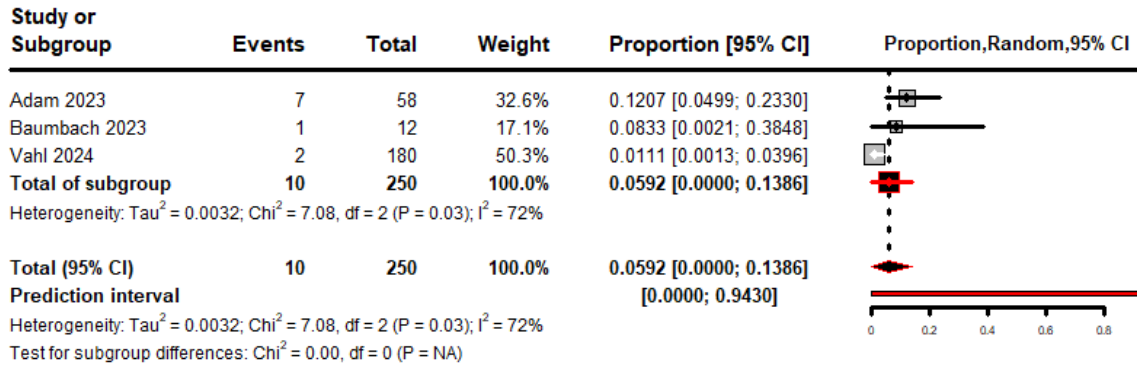 Study or
Subgroup Events Total Weight Proportion [95% CI] Proportion,Random,95% CI
Adam 2023 7 58 32.6% 0.1207 [0.0499; 0.2330]
Baumbach 2023 1 12 17.1% 0.0833 [0.0021; 0.3848]
Vahl 2024 2 180 50.3% 0.0111 [0.0013; 0.0396]
Total of subgroup 10 250 100.0% 0.0592 [0.0000; 0.1386]
Heterogeneity: Tau² = 0.0032; Chi² = 7.08, df = 2 (P = 0.03); I² = 72%
Total (95% CI) 10 250 100.0% 0.0592 [0.0000; 0.1386]
Prediction interval [0.0000; 0.9430]
Heterogeneity: Tau² = 0.0032; Chi² = 7.08, df = 2 (P = 0.03); I² = 72%
0 0.2 0.4 0.6 0.8
Test for subgroup differences: Chi² = 0.00, df = 0 (P = NA)